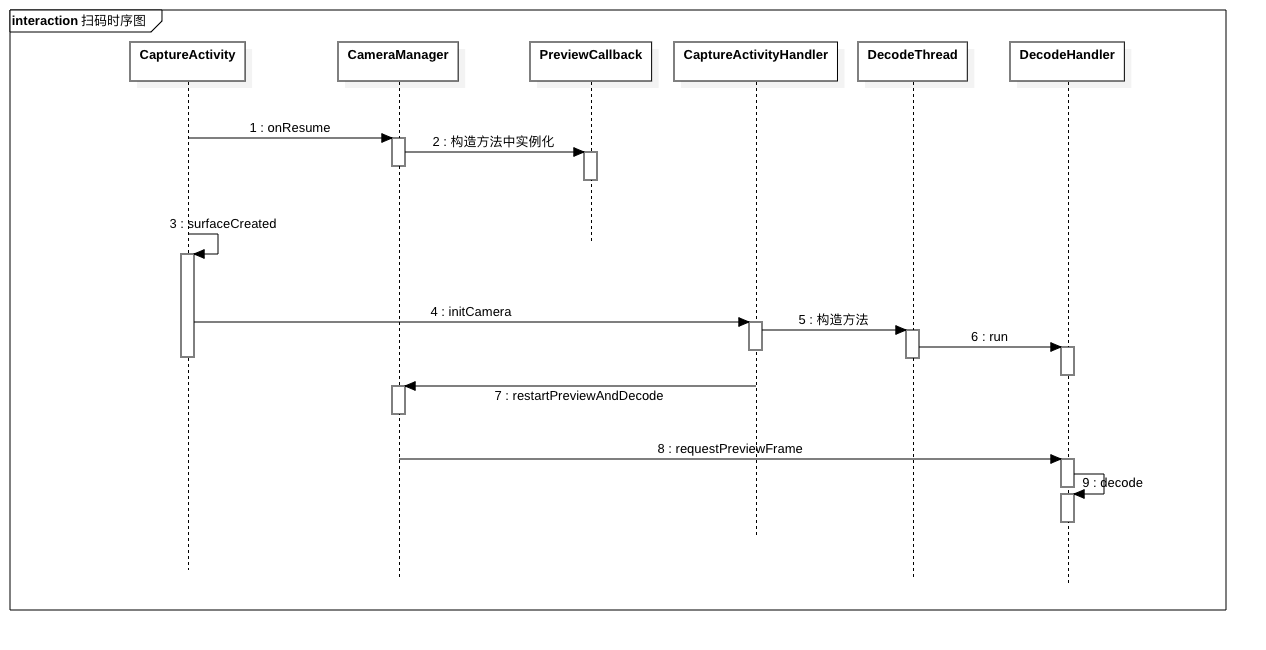 interaction 扫码时序图
CaptureActivity
CameraManager
PreviewCallback
CaptureActivityHandler
DecodeThread
DecodeHandler
1 : onResume
2 : 构造方法中实例化
3 : surfaceCreated
4 : initCamera
5 : 构造方法
6 : run
7 : restartPreviewAndDecode
8 : requestPreviewFrame
9 : decode